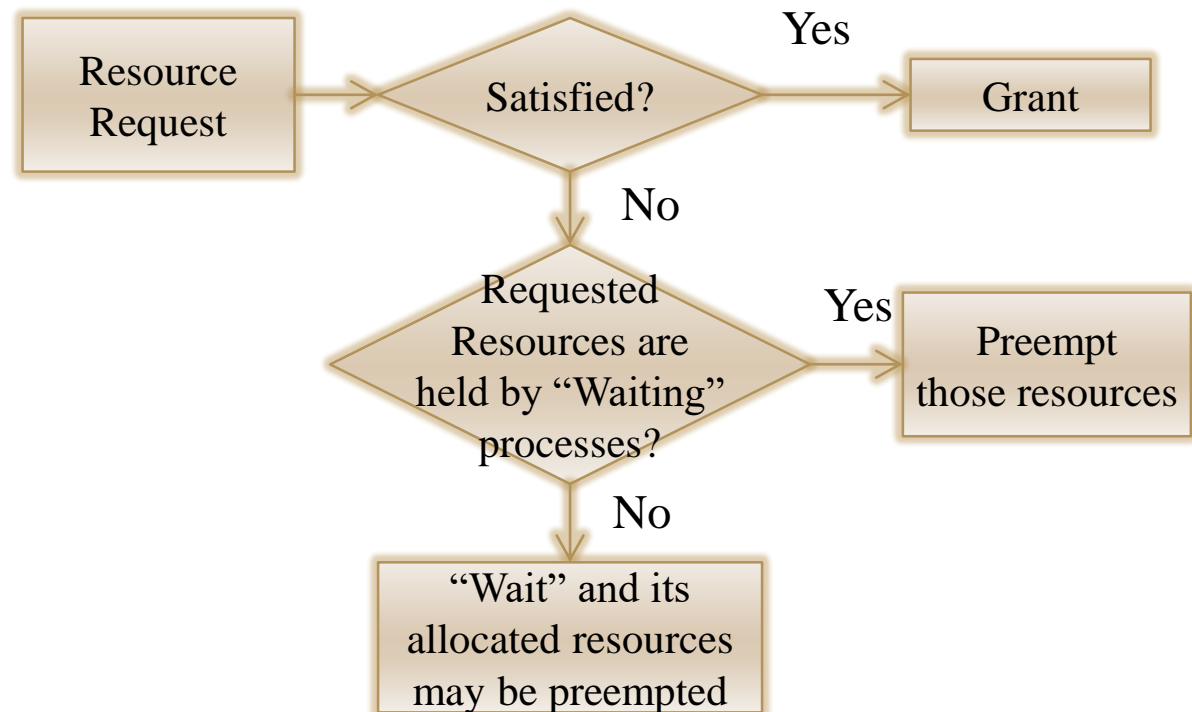 Resource
Request
Satisfied?
Yes
Grant
No
Requested
Resources are
held by “Waiting”
processes?
Yes
Preempt
those resources
No
“Wait” and its
allocated resources
may be preempted